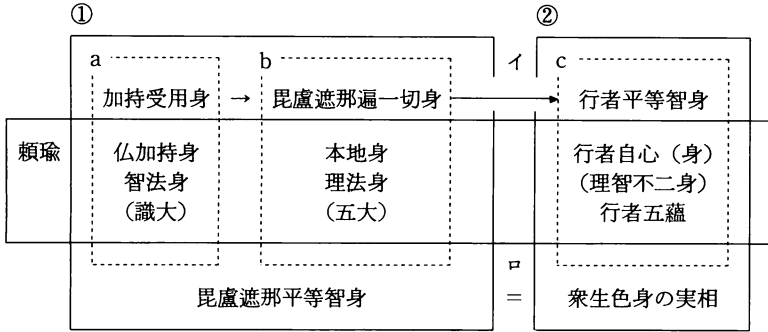 ① ②
a b イ c
加持受用身 → 毘盧遮那遍一切身 → 行者平等智身
頼瑜 仏加持身 本地身 行者自心（身）
智法身 理法身 （理智不二身）
（識大） （五大） 行者五蘊
ロ
毘盧遮那平等智身 ＝ 衆生色身の実相